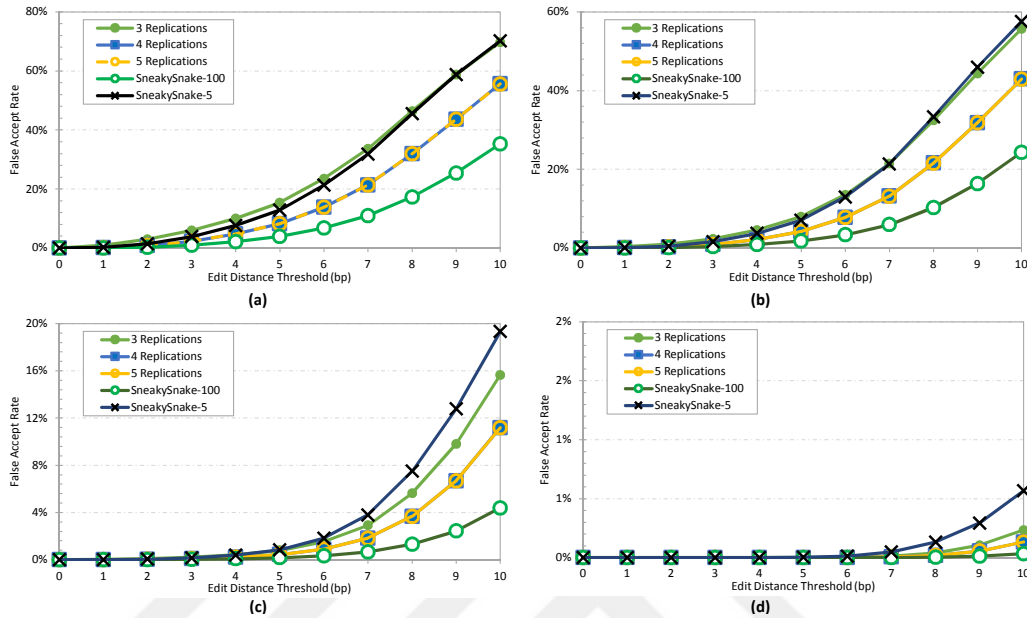 80%
60%
40%
20%
0%
False Accept Rate
3 Replications
4 Replications
5 Replications
SneakySnake-100
SneakySnake-5
0 1 2 3 4 5 6 7 8 9 10
Edit Distance Threshold (bp)
(a)
60%
40%
20%
0%
False Accept Rate
3 Replications
4 Replications
5 Replications
SneakySnake-100
SneakySnake-5
0 1 2 3 4 5 6 7 8 9 10
Edit Distance Threshold (bp)
(b)
20%
16%
12%
8%
4%
0%
False Accept Rate
3 Replications
4 Replications
5 Replications
SneakySnake-100
SneakySnake-5
0 1 2 3 4 5 6 7 8 9 10
Edit Distance Threshold (bp)
(c)
2%
2%
1%
1%
0%
False Accept Rate
3 Replications
4 Replications
5 Replications
SneakySnake-100
SneakySnake-5
0 1 2 3 4 5 6 7 8 9 10
Edit Distance Threshold (bp)
(d)